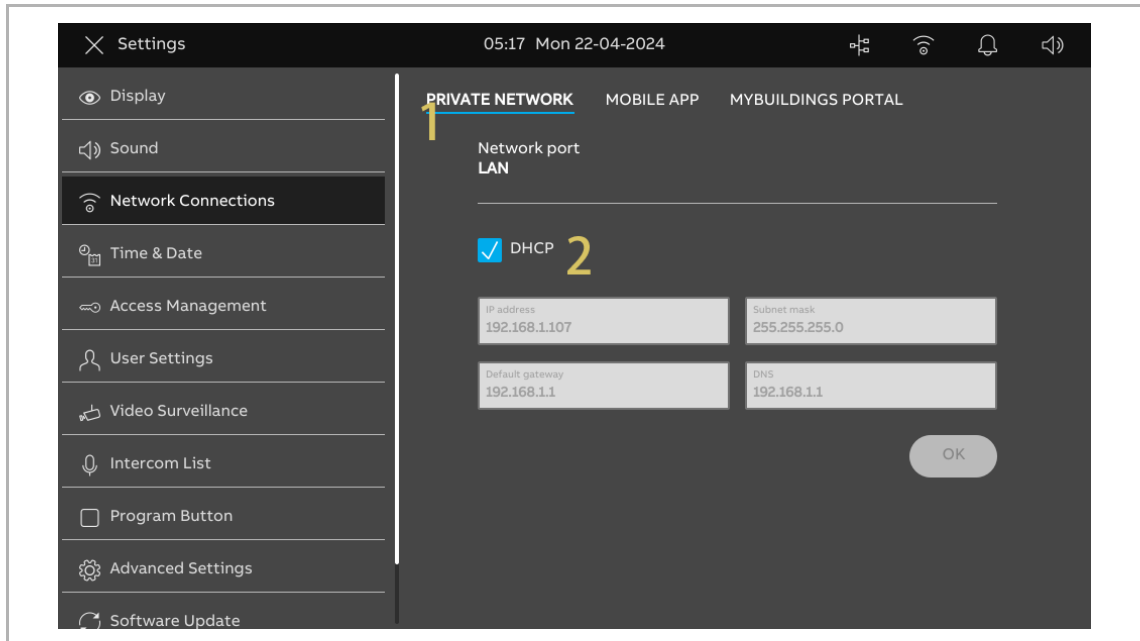 Settings
05:17 Mon 22-04-2024
Display
Sound
Network Connections
Time & Date
31
Access Management
User Settings
Video Surveillance
Intercom List
Program Button
Advanced Settings
Software Update
PRIVATE NETWORK MOBILE APP MYBUILDINGS PORTAL
1
Network port
LAN
DHCP 2
IP address
192.168.1.107
Subnet mask
255.255.255.0
Default gateway
192.168.1.1
DNS
192.168.1.1
OK